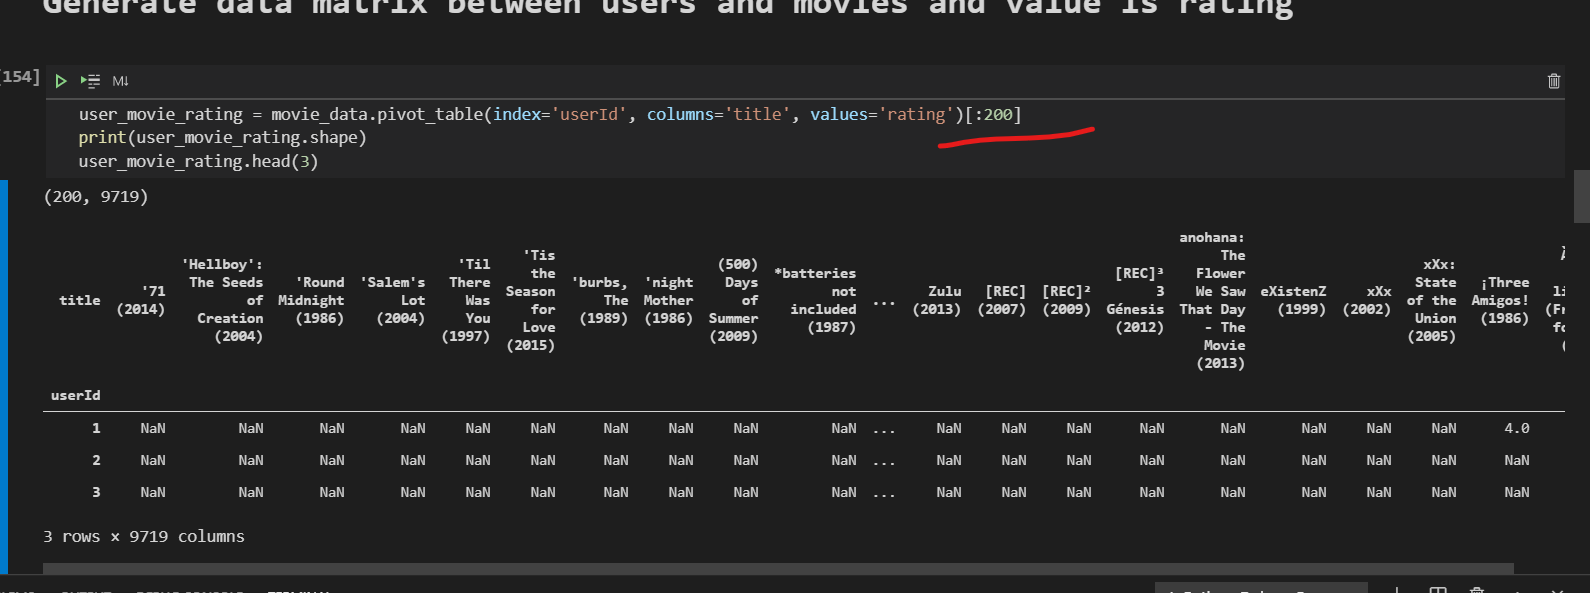 Generate data matrix between users and movies and value is rating
[154]
M↓
user_movie_rating = movie_data.pivot_table(index='userId', columns='title', values='rating')[:200]
print(user_movie_rating.shape)
user_movie_rating.head(3)
(200, 9719)
title '71 (2014) 'Hellboy': The Seeds of Creation (2004) 'Round Midnight (1986) 'Salem's Lot (2004) 'Til There Was You (1997) 'Tis the Season for Love (2015) 'burbs, The (1989) 'night Mother (1986) (500) Days of Summer (2009) *batteries not included (1987) ... Zulu (2013) [REC] (2007) [REC]² (2009) [REC]³ 3 Génesis (2012) anohana: The Flower We Saw That Day - The Movie (2013) eXistenZ (1999) xXx (2002) xXx: State of the Union (2005) ¡Three Amigos! (1986)
userId
1 NaN NaN NaN NaN NaN NaN NaN NaN NaN NaN ... NaN NaN NaN NaN NaN NaN NaN NaN 4.0
2 NaN NaN NaN NaN NaN NaN NaN NaN NaN NaN ... NaN NaN NaN NaN NaN NaN NaN NaN NaN
3 NaN NaN NaN NaN NaN NaN NaN NaN NaN NaN ... NaN NaN NaN NaN NaN NaN NaN NaN NaN
3 rows × 9719 columns